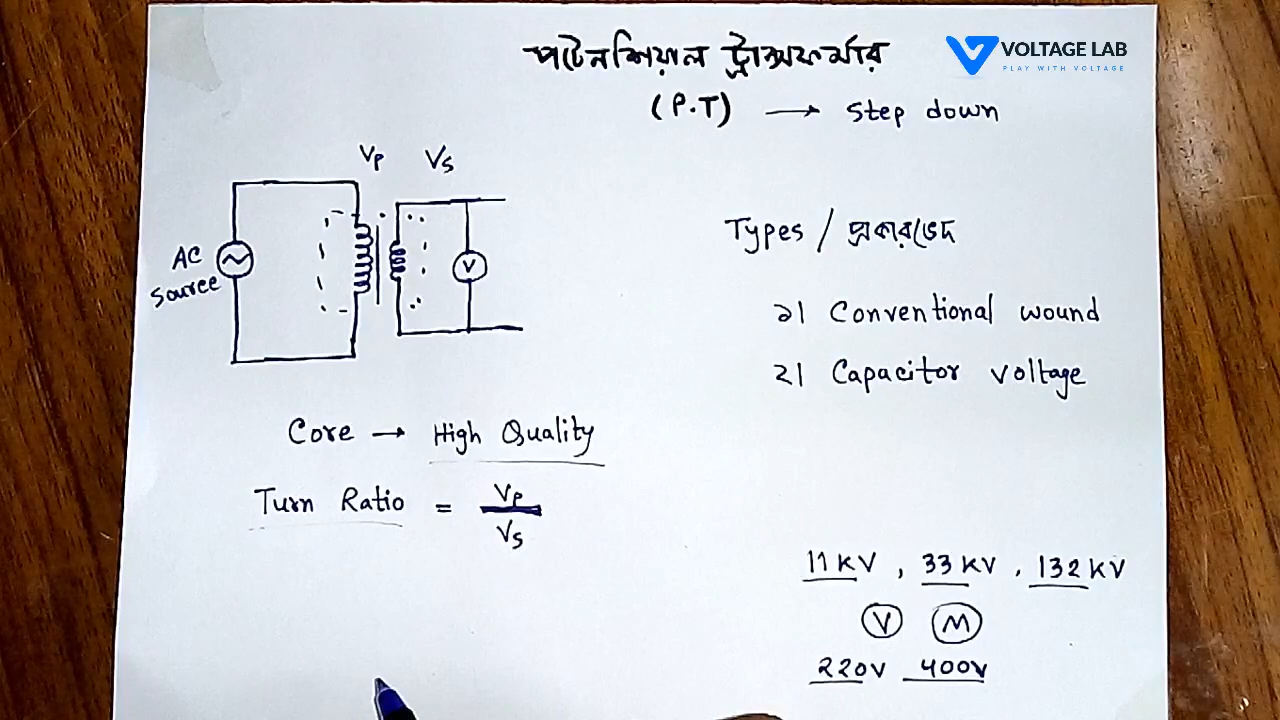 পটেনশিয়াল ট্রান্সফর্মার
VOLTAGE LAB
PLAY WITH VOLTAGE
(P.T) → Step down
Vp Vs
AC
Source
V
Types / প্রকারভেদ
১। Conventional wound
২। Capacitor voltage
Core → High Quality
Turn Ratio = Vp
Vs
11 KV , 33 KV , 132 KV
V M
220V 400V